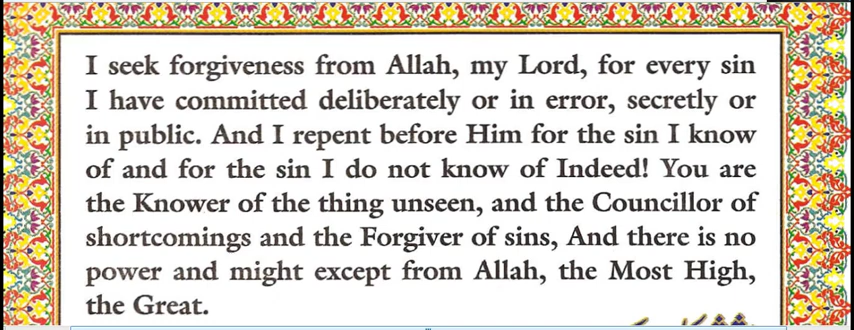 I seek forgiveness from Allah, my Lord, for every sin
I have committed deliberately or in error, secretly or
in public. And I repent before Him for the sin I know
of and for the sin I do not know of Indeed! You are
the Knower of the thing unseen, and the Councillor of
shortcomings and the Forgiver of sins, And there is no
power and might except from Allah, the Most High,
the Great.